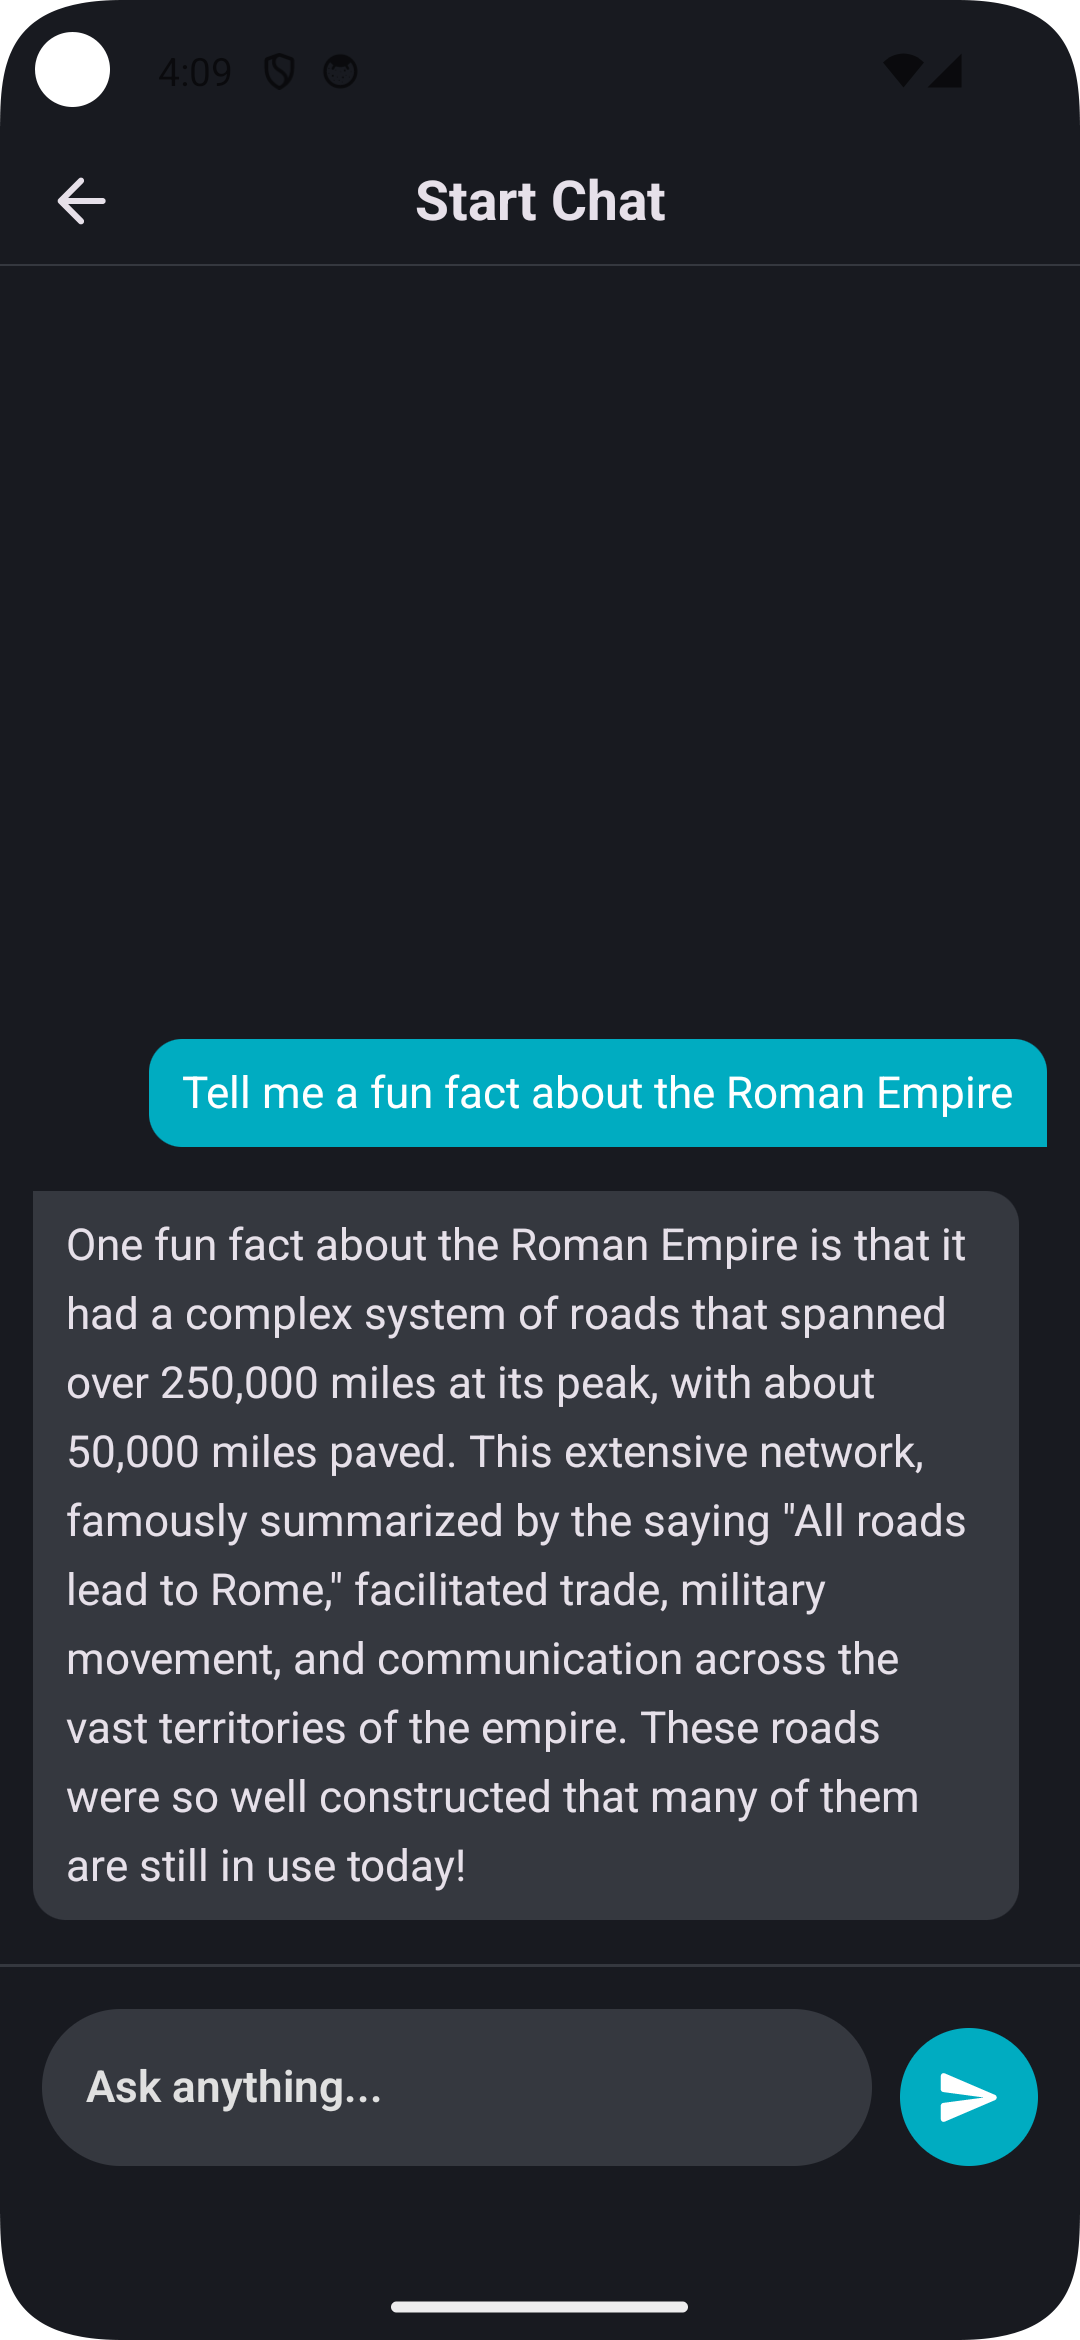 4:09
Start Chat
Tell me a fun fact about the Roman Empire
One fun fact about the Roman Empire is that it
had a complex system of roads that spanned
over 250,000 miles at its peak, with about
50,000 miles paved. This extensive network,
famously summarized by the saying "All roads
lead to Rome," facilitated trade, military
movement, and communication across the
vast territories of the empire. These roads
were so well constructed that many of them
are still in use today!
Ask anything...